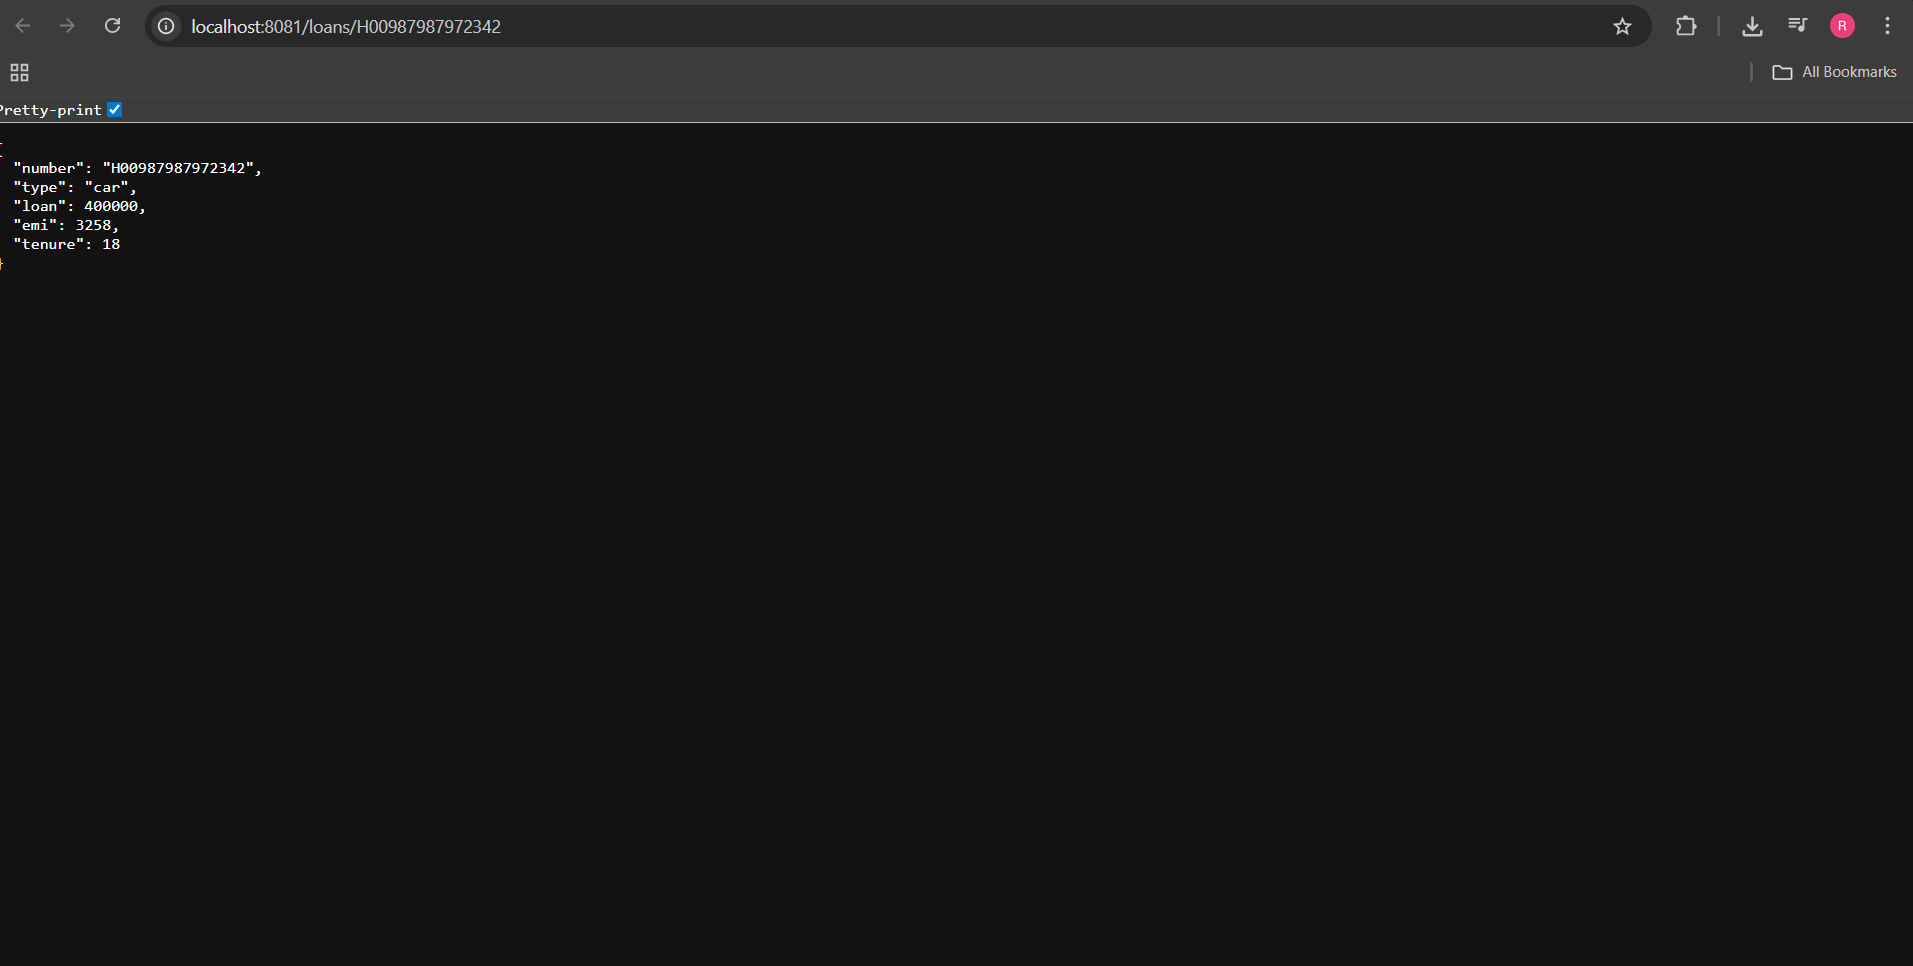 localhost:8081/loans/H00987987972342
R
All Bookmarks
Pretty-print
{
"number": "H00987987972342",
"type": "car",
"loan": 400000,
"emi": 3258,
"tenure": 18
}